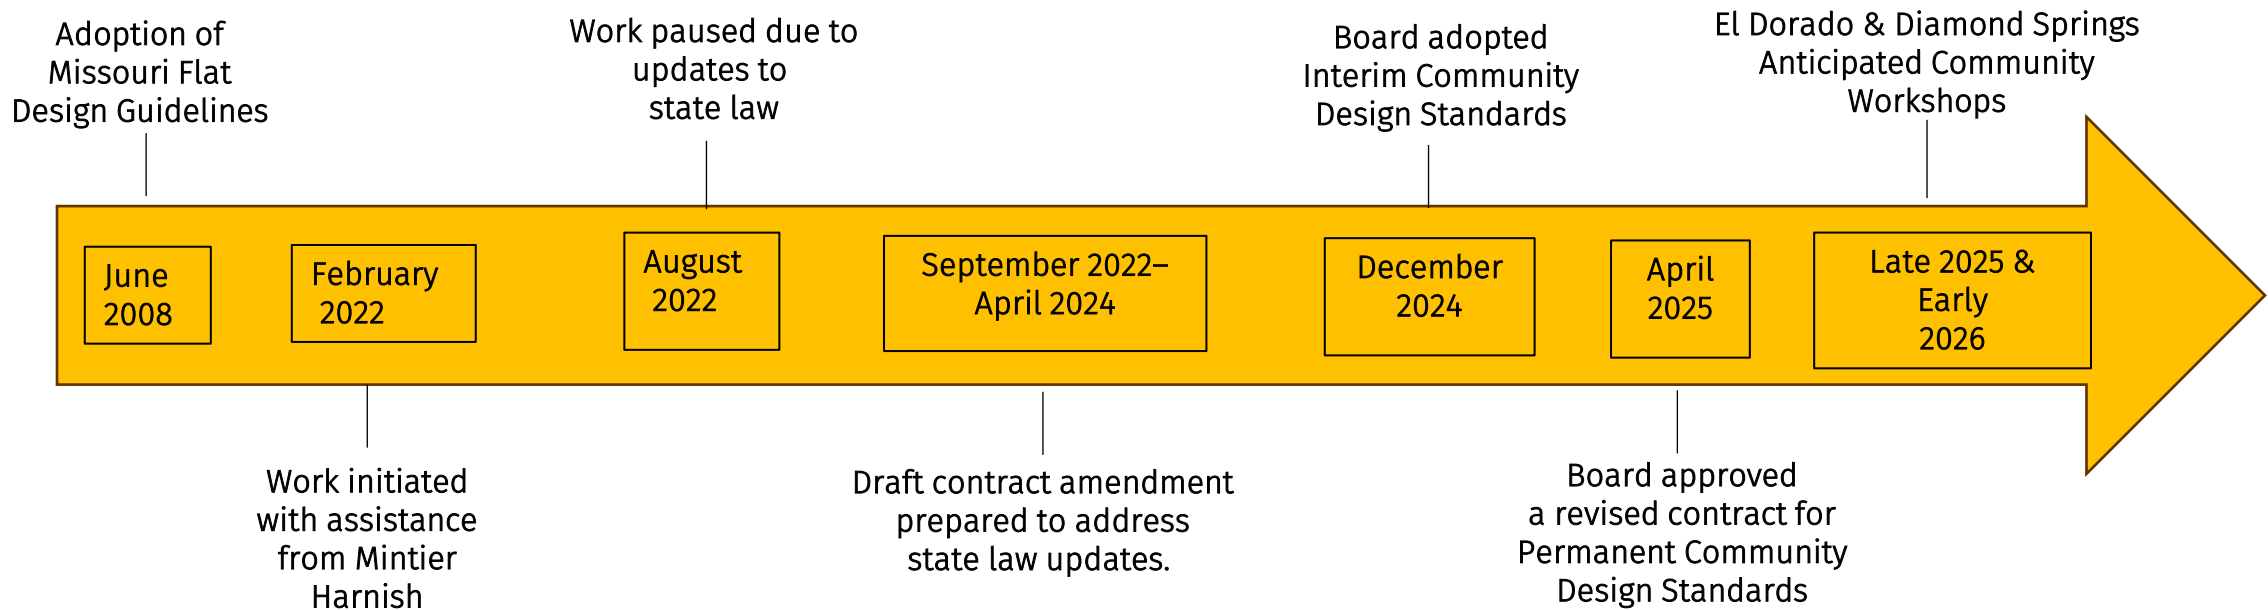 Adoption of
Missouri Flat
Design Guidelines
June
2008
February
2022
Work initiated
with assistance
from Mintier
Harnish
Work paused due to
updates to
state law
August
2022
September 2022–
April 2024
Draft contract amendment
prepared to address
state law updates.
Board adopted
Interim Community
Design Standards
December
2024
April
2025
Board approved
a revised contract for
Permanent Community
Design Standards
El Dorado & Diamond Springs
Anticipated Community
Workshops
Late 2025 &
Early
2026